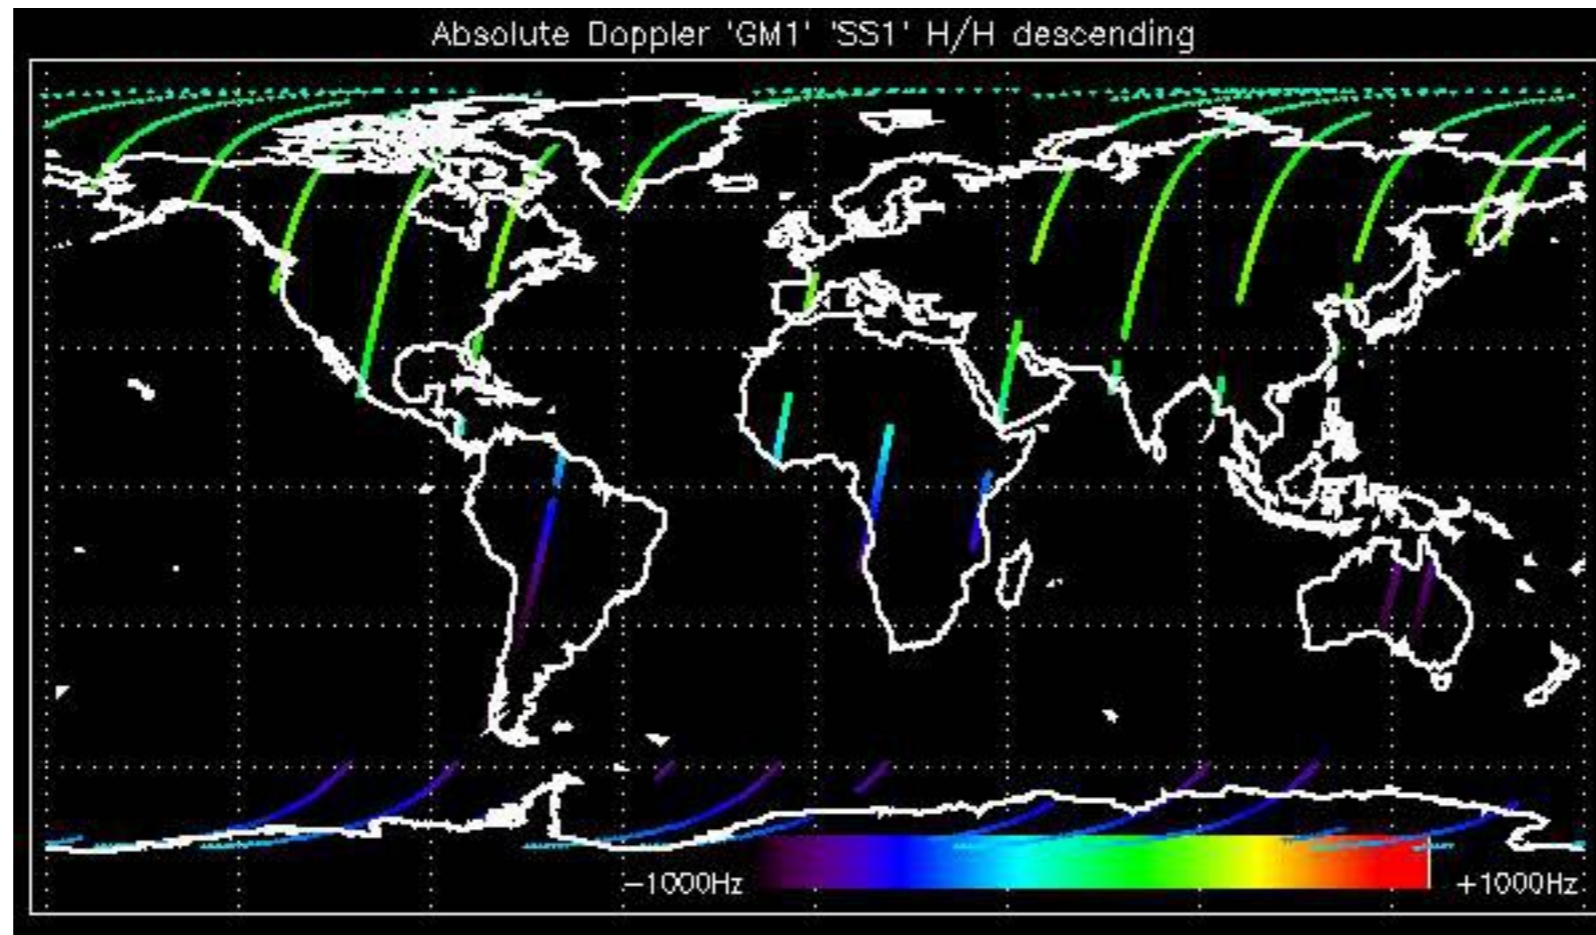 Absolute Doppler 'GM1' 'SS1' H/H descending
−1000Hz +1000Hz